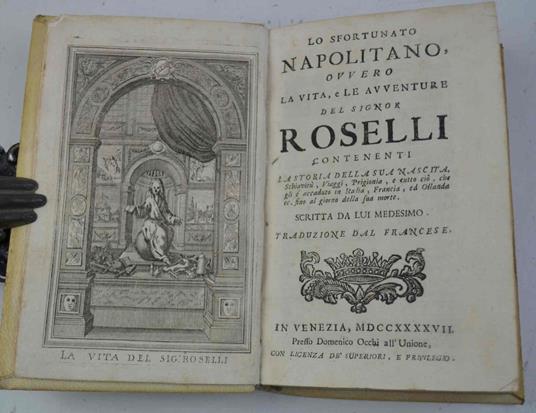 LA VITA DEL SIG: ROSELLI
LO SFORTUNATO
NAPOLITANO,
OVVERO
LA VITA, e LE AVVENTURE
DEL SIGNOR
ROSELLI
CONTENENTI
LA STORIA DELLA SUA NASCITA,
Schiavitù, Viaggi, Prigionia, e tutto ciò, che
gli è accaduto in Italia, Francia, ed Ollanda
ec. fino al giorno della sua morte.
SCRITTA DA LUI MEDESIMO.
TRADUZIONE DAL FRANCESE.
IN VENEZIA, MDCCXXXXVII.
Presso Domenico Occhi all'Unione,
CON LICENZA DE' SUPERIORI, E PRIVILEGIO.